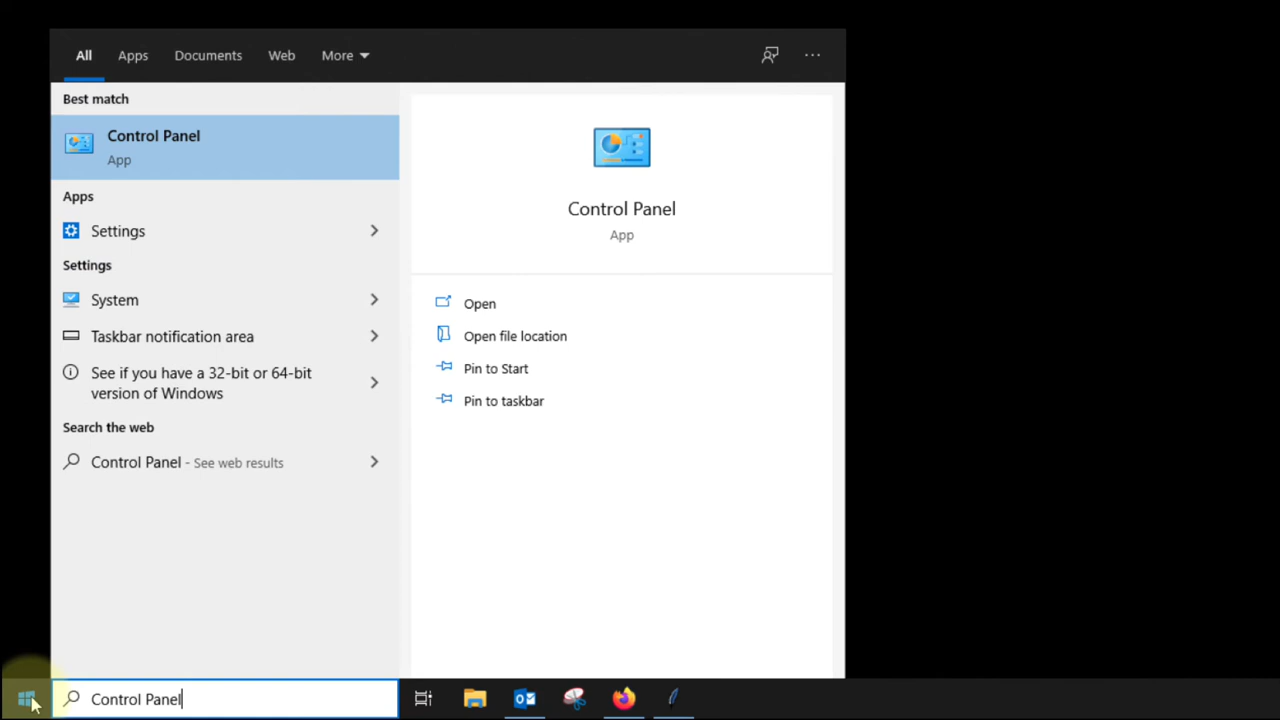 All Apps Documents Web More
Best match
Control Panel
App
Apps
Settings
Settings
System
Taskbar notification area
See if you have a 32-bit or 64-bit
version of Windows
Search the web
Control Panel - See web results
Control Panel
App
Open
Open file location
Pin to Start
Pin to taskbar
Control Panel